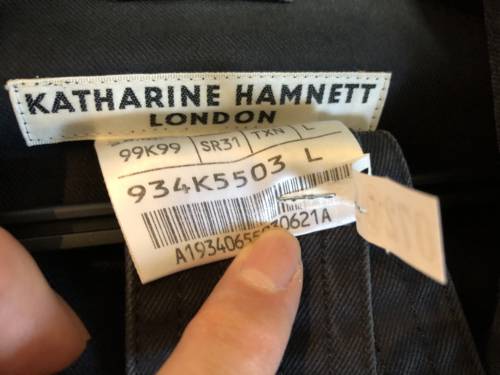 KATHARINE HAMNETT
LONDON
99K99 SR31 TXN L
934K5503 L